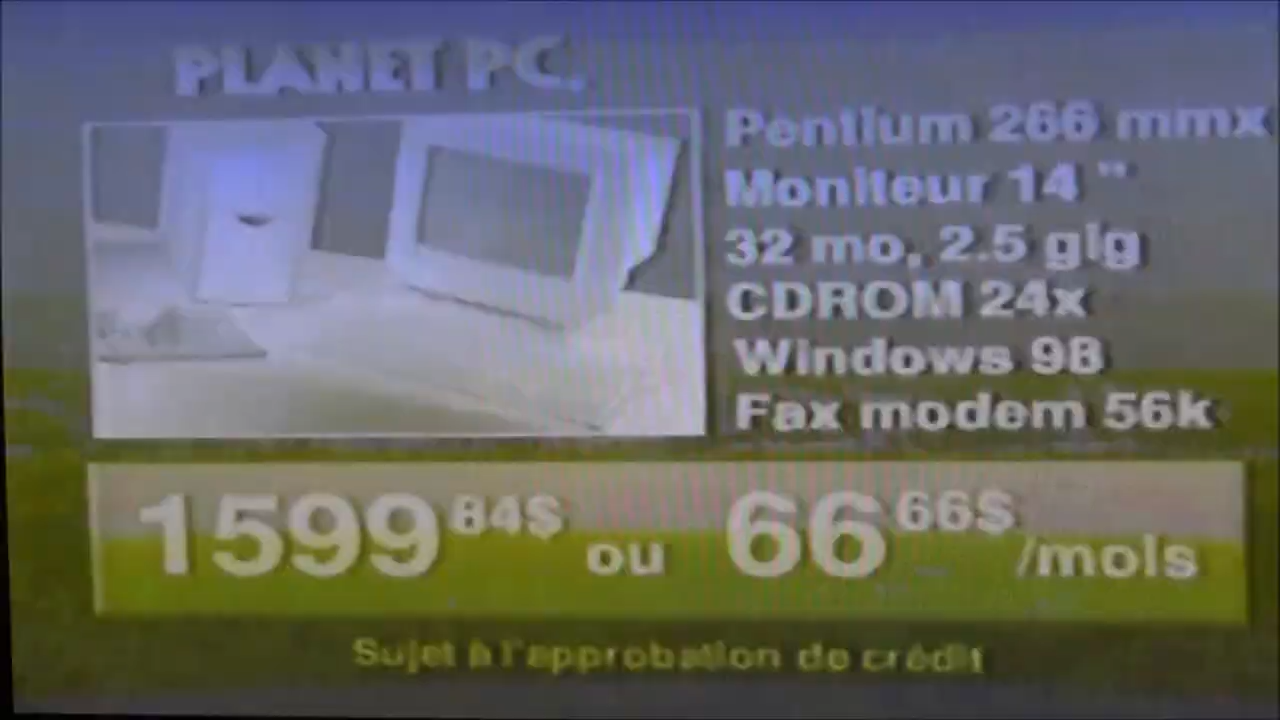 PLANET PC.
Pentium 266 mmx
Moniteur 14 "
32 mo, 2.5 gig
CDROM 24x
Windows 98
Fax modem 56k
1599 84$ ou 66 66$ /mois
Sujet à l'approbation de crédit